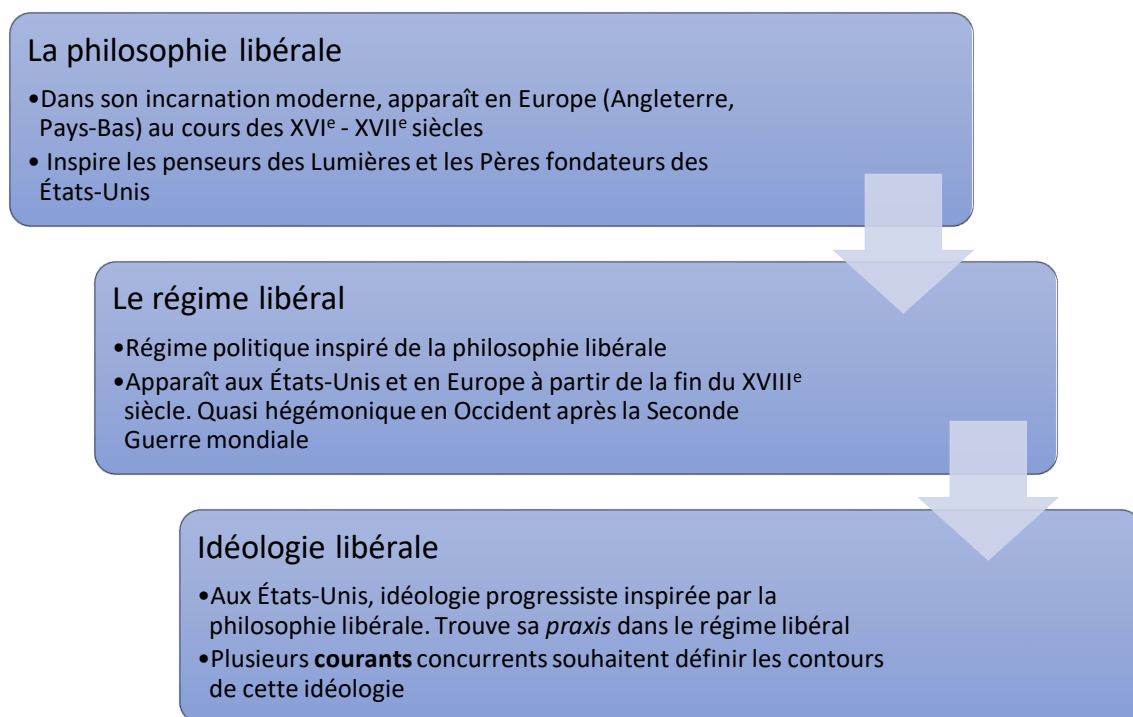 La philosophie libérale
•Dans son incarnation moderne, apparaît en Europe (Angleterre,
Pays-Bas) au cours des XVIe - XVIIe siècles
• Inspire les penseurs des Lumières et les Pères fondateurs des
États-Unis
Le régime libéral
•Régime politique inspiré de la philosophie libérale
•Apparaît aux États-Unis et en Europe à partir de la fin du XVIIIe
siècle. Quasi hégémonique en Occident après la Seconde
Guerre mondiale
Idéologie libérale
•Aux États-Unis, idéologie progressiste inspirée par la
philosophie libérale. Trouve sa praxis dans le régime libéral
•Plusieurs courants concurrents souhaitent définir les contours
de cette idéologie